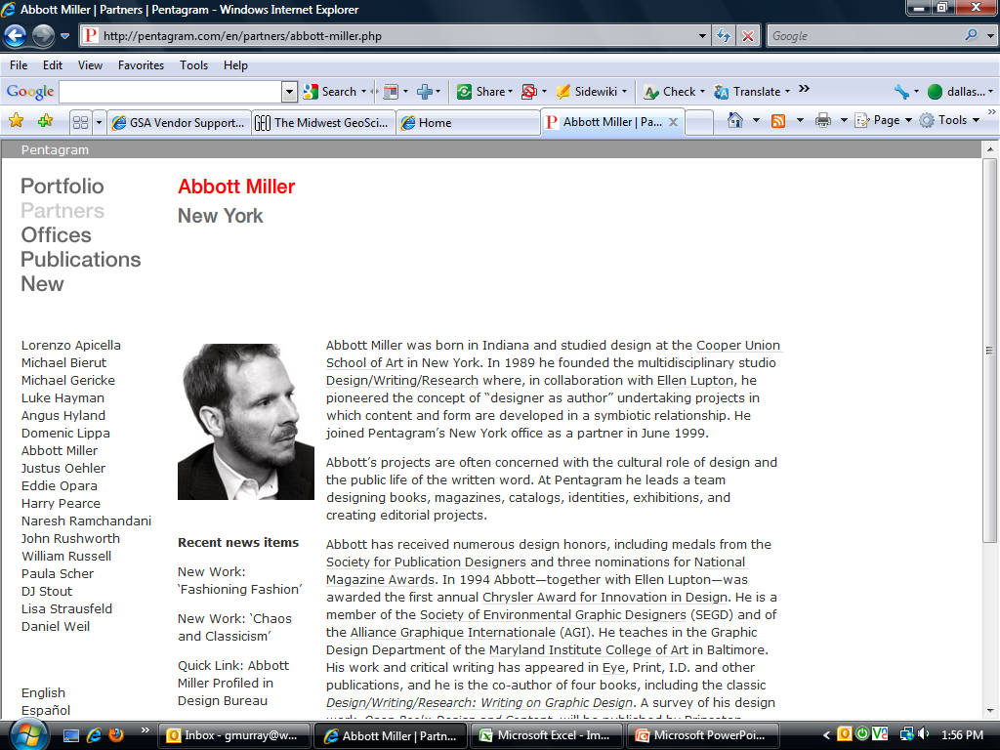 Abbott Miller | Partners | Pentagram - Windows Internet Explorer
http://pentagram.com/en/partners/abbott-miller.php
Google
File Edit View Favorites Tools Help
Google Search Share Sidewiki Check Translate dallas...
GSA Vendor Support... The Midwest GeoSci... Home Abbott Miller | Pa... Page Tools
Pentagram
Portfolio
Partners
Offices
Publications
New
Abbott Miller
New York
Lorenzo Apicella
Michael Bierut
Michael Gericke
Luke Hayman
Angus Hyland
Domenic Lippa
Abbott Miller
Justus Oehler
Eddie Opara
Harry Pearce
Naresh Ramchandani
John Rushworth
William Russell
Paula Scher
DJ Stout
Lisa Strausfeld
Daniel Weil
English
Español
Recent news items
New Work:
‘Fashioning Fashion’
New Work: ‘Chaos
and Classicism’
Quick Link: Abbott
Miller Profiled in
Design Bureau
Abbott Miller was born in Indiana and studied design at the Cooper Union
School of Art in New York. In 1989 he founded the multidisciplinary studio
Design/Writing/Research where, in collaboration with Ellen Lupton, he
pioneered the concept of “designer as author” undertaking projects in
which content and form are developed in a symbiotic relationship. He
joined Pentagram’s New York office as a partner in June 1999.
Abbott’s projects are often concerned with the cultural role of design and
the public life of the written word. At Pentagram he leads a team
designing books, magazines, catalogs, identities, exhibitions, and
creating editorial projects.
Abbott has received numerous design honors, including medals from the
Society for Publication Designers and three nominations for National
Magazine Awards. In 1994 Abbott—together with Ellen Lupton—was
awarded the first annual Chrysler Award for Innovation in Design. He is a
member of the Society of Environmental Graphic Designers (SEGD) and of
the Alliance Graphique Internationale (AGI). He teaches in the Graphic
Design Department of the Maryland Institute College of Art in Baltimore.
His work and critical writing has appeared in Eye, Print, I.D. and other
publications, and he is the co-author of four books, including the classic
Design/Writing/Research: Writing on Graphic Design. A survey of his design
work, Open Book: Design and Content, will be published by Princeton
Inbox - gmurray@w... Abbott Miller | Partn... Microsoft Excel - Im... Microsoft PowerPoi... 1:56 PM